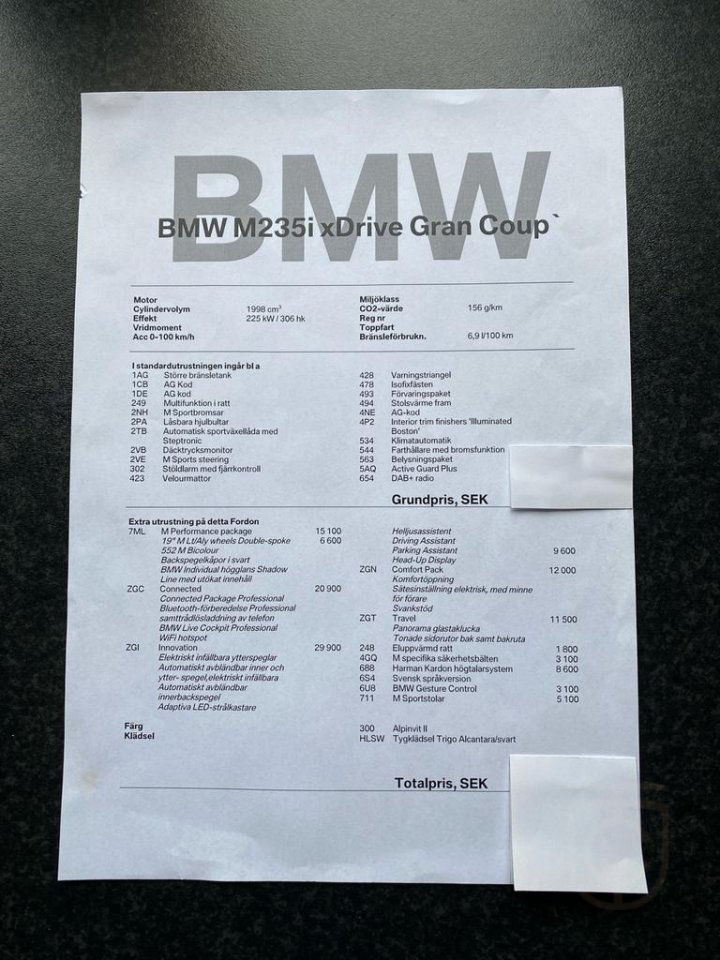 BMW
BMW M235i xDrive Gran Coup`
Motor
Cylindervolym 1998 cm³
Effekt 225 kW / 306 hk
Vridmoment
Acc 0-100 km/h
Miljöklass
CO2-värde 156 g/km
Reg nr
Toppfart
Bränsleförbrukn. 6,9 l/100 km
I standardutrustningen ingår bl a
1AG Större bränsletank
1CB AG Kod
1DE AG kod
249 Multifunktion i ratt
2NH M Sportbromsar
2PA Låsbara hjulbultar
2TB Automatisk sportväxellåda med
Steptronic
2VB Däcktrycksmonitor
2VE M Sports steering
302 Stöldlarm med fjärrkontroll
423 Velourmattor
428 Varningstriangel
478 Isofixfästen
493 Förvaringspaket
494 Stolsvärme fram
4NE AG-kod
4P2 Interior trim finishers 'Illuminated
Boston'
534 Klimatautomatik
544 Farthållare med bromsfunktion
563 Belysningspaket
5AQ Active Guard Plus
654 DAB+ radio
Grundpris, SEK
Extra utrustning på detta Fordon
7ML M Performance package 15 100
19" M Lt/Aly wheels Double-spoke 6 600
552 M Bicolour
Backspegelkåpor i svart
BMW Individual högglans Shadow
Line med utökat innehåll
ZGC Connected 20 900
Connected Package Professional
Bluetooth-förberedelse Professional
samttrådlösladdning av telefon
BMW Live Cockpit Professional
WiFi hotspot
ZGI Innovation 29 900
Elektriskt infällbara ytterspeglar
Automatiskt avbländbar inner och
ytter- spegel,elektriskt infällbara
Automatiskt avbländbar
innerbackspegel
Adaptiva LED-strålkastare
Helljusassistent
Driving Assistant
Parking Assistant 9 600
Head-Up Display
ZGN Comfort Pack 12 000
Komfortöppning
Sätesinställning elektrisk, med minne
för förare
Svankstöd
ZGT Travel 11 500
Panorama glastaklucka
Tonade sidorutor bak samt bakruta
248 Eluppvärmd ratt 1 800
4GQ M specifika säkerhetsbälten 3 100
688 Harman Kardon högtalarsystem 8 600
6S4 Svensk språkversion
6U8 BMW Gesture Control 3 100
711 M Sportstolar 5 100
Färg 300 Alpinvit II
Klädsel HLSW Tygklädsel Trigo Alcantara/svart
Totalpris, SEK